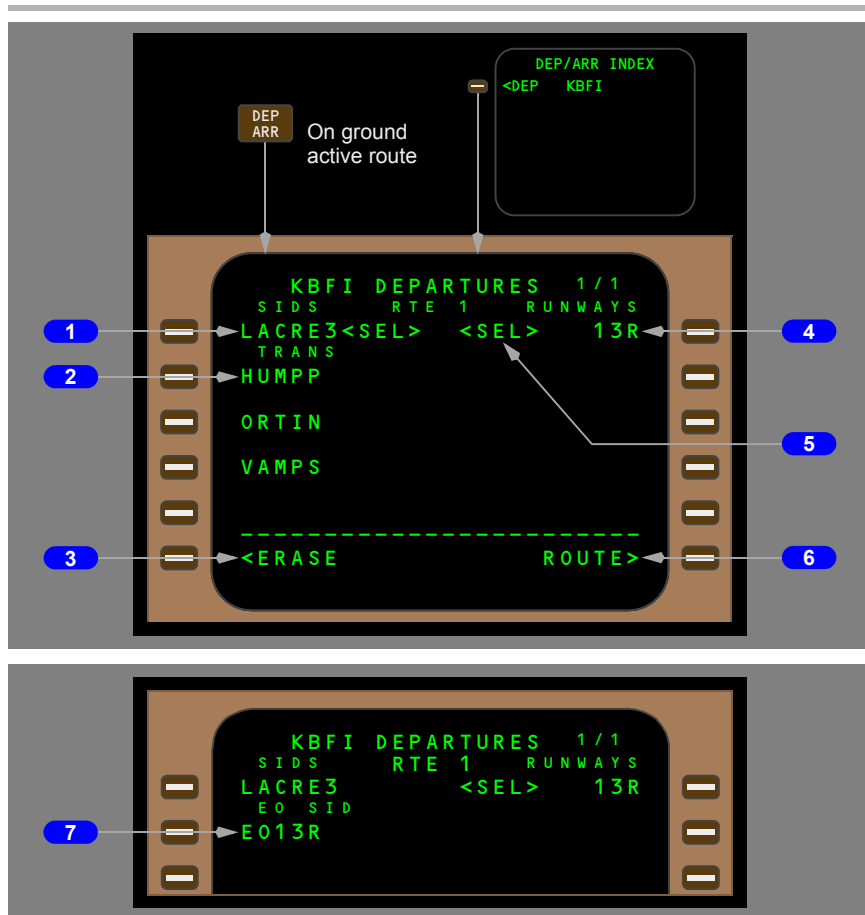 DEP/ARR INDEX
<DEP KBFI
DEP
ARR
On ground
active route
KBFI DEPARTURES 1/1
SIDS RTE 1 RUNWAYS
1 LACRE3<SEL> <SEL> 13R 4
TRANS
2 HUMPP
ORTIN
5
VAMPS
------------------------
3 <ERASE ROUTE> 6
KBFI DEPARTURES 1/1
SIDS RTE 1 RUNWAYS
LACRE3 <SEL> 13R
EO SID
7 EO13R